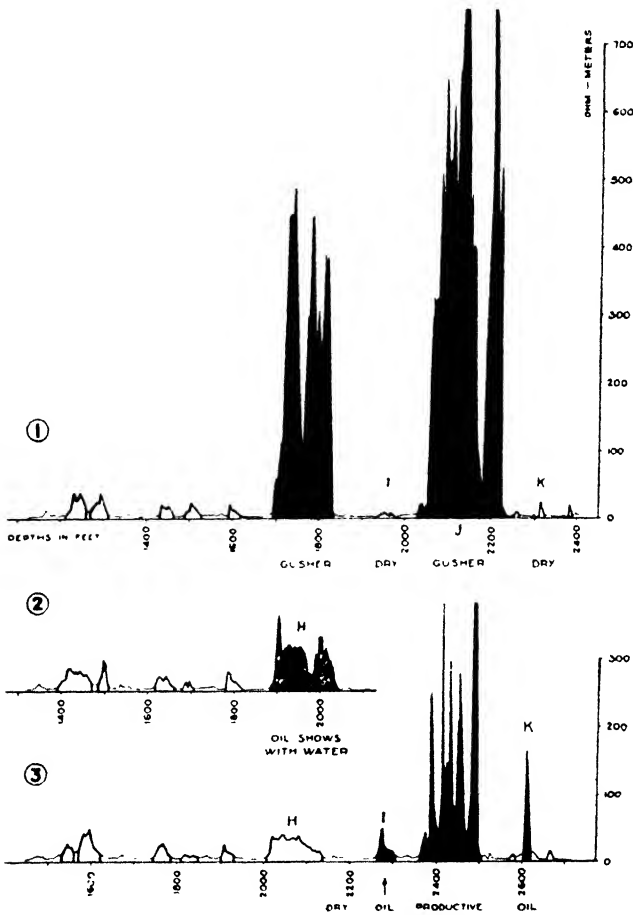 700
OHM - METERS
600
500
400
300
200
100
0
①
I
K
DEPTHS IN FEET
1400
1600
1800
2000
J
2200
2400
GUSHER
DRY
GUSHER
DRY
②
H
1400
1600
1800
2000
OIL SHOWS
WITH WATER
300
200
K
100
0
③
H
I
1600
1800
2000
2200
2400
2600
DRY
OIL
PRODUCTIVE
OIL